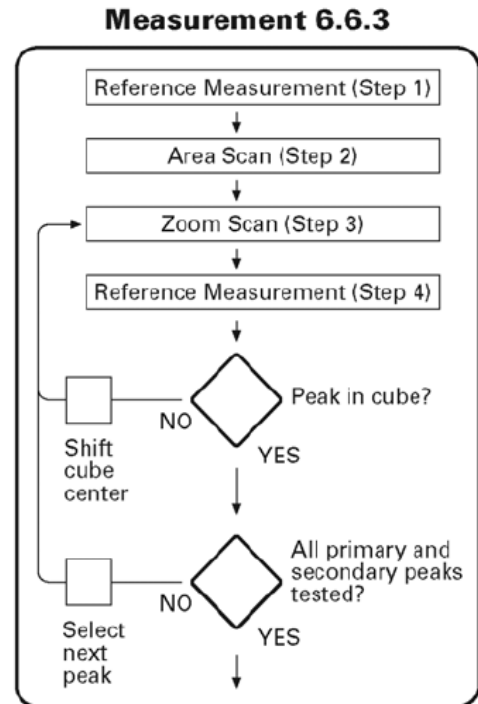 Measurement 6.6.3
Reference Measurement (Step 1)
Area Scan (Step 2)
Zoom Scan (Step 3)
Reference Measurement (Step 4)
Peak in cube?
NO
YES
Shift
cube
center
All primary and
secondary peaks
tested?
NO
YES
Select
next
peak